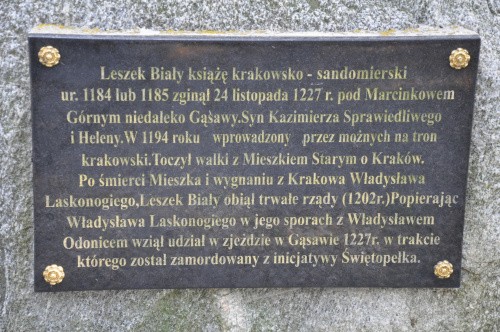 Leszek Biały książę krakowsko - sandomierski
ur. 1184 lub 1185 zginął 24 listopada 1227 r. pod Marcinkowem
Górnym niedaleko Gąsawy.Syn Kazimierza Sprawiedliwego
i Heleny.W 1194 roku wprowadzony przez możnych na tron
krakowski.Toczył walki z Mieszkiem Starym o Kraków.
Po śmierci Mieszka i wygnaniu z Krakowa Władysława
Laskonogiego,Leszek Biały objął trwałe rządy (1202r.)Popierając
Władysława Laskonogiego w jego sporach z Władysławem
Odonicem wziął udział w zjeździe w Gąsawie 1227r. w trakcie
którego został zamordowany z inicjatywy Świętopełka.